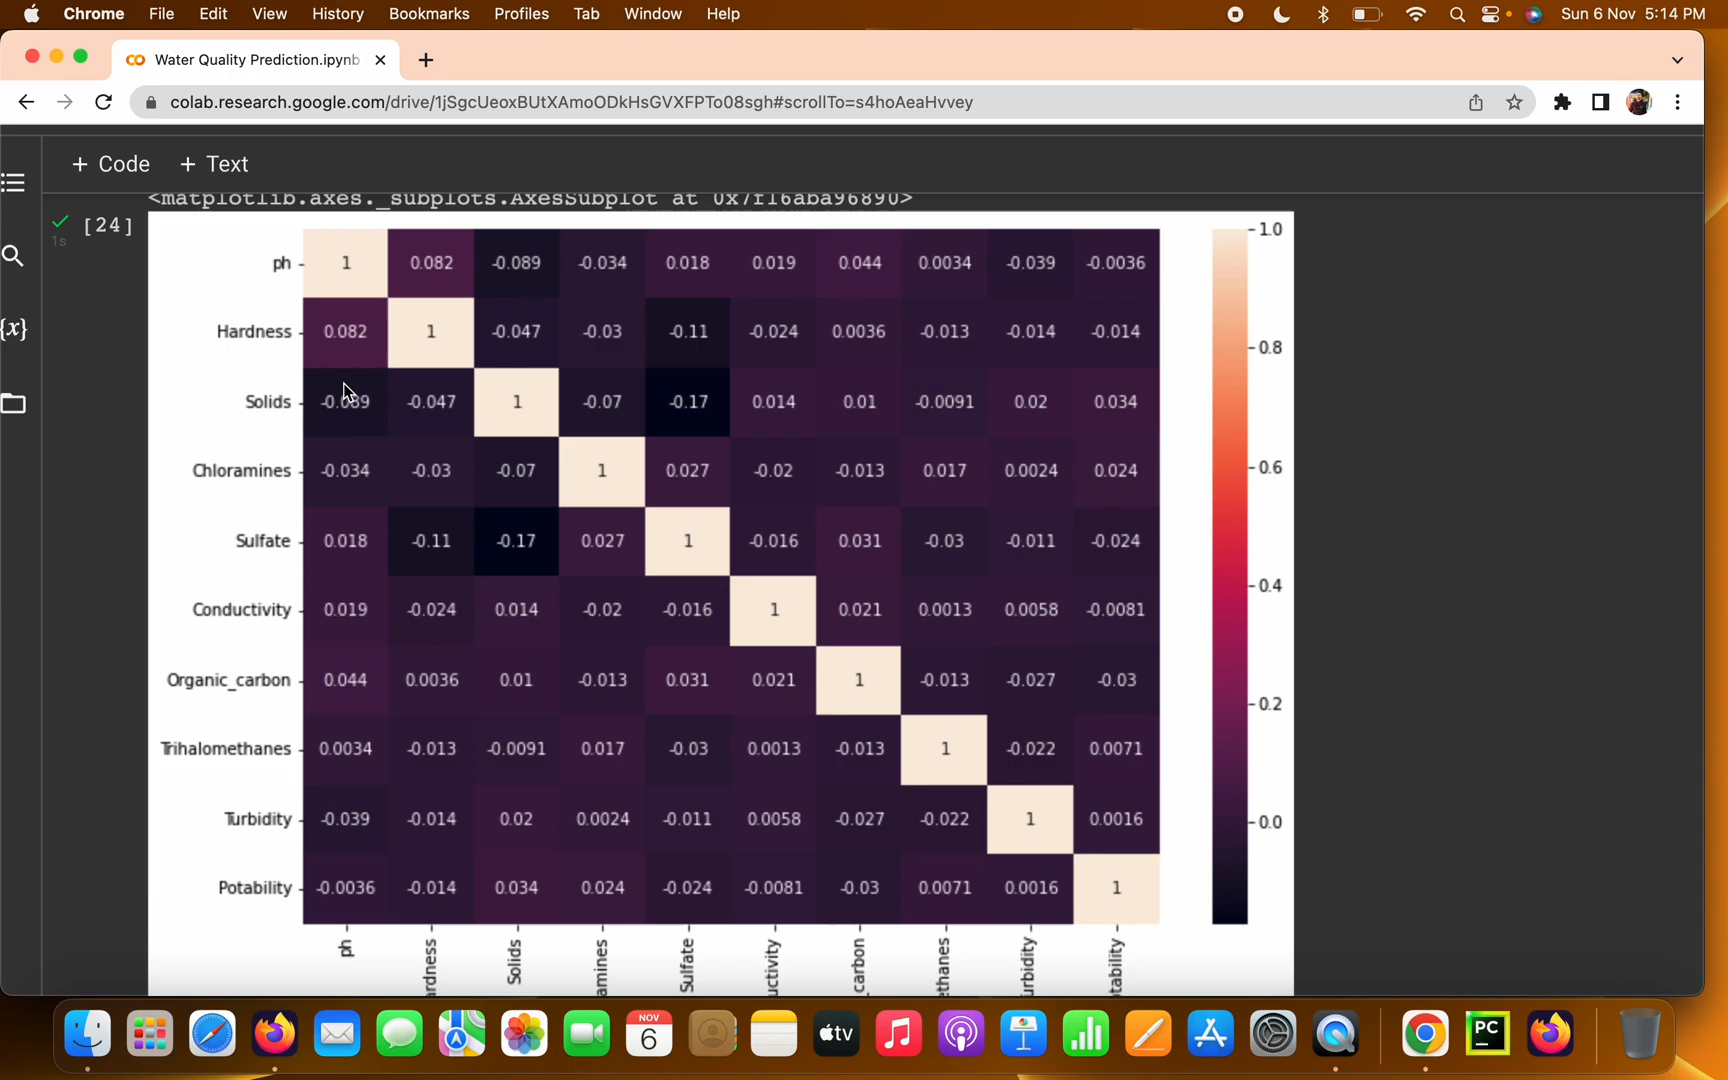 Chrome File Edit View History Bookmarks Profiles Tab Window Help Sun 6 Nov 5:14 PM
Water Quality Prediction.ipynb
colab.research.google.com/drive/1jSgcUeoxBUtXAmoODkHsGVXFPTo08sgh#scrollTo=s4hoAeaHvvey
+ Code + Text
<matplotlib.axes._subplots.AxesSubplot at 0x7f16aba96890>
[24]
1s
{x}
ph 1 0.082 -0.089 -0.034 0.018 0.019 0.044 0.0034 -0.039 -0.0036
Hardness 0.082 1 -0.047 -0.03 -0.11 -0.024 0.0036 -0.013 -0.014 -0.014
Solids -0.089 -0.047 1 -0.07 -0.17 0.014 0.01 -0.0091 0.02 0.034
Chloramines -0.034 -0.03 -0.07 1 0.027 -0.02 -0.013 0.017 0.0024 0.024
Sulfate 0.018 -0.11 -0.17 0.027 1 -0.016 0.031 -0.03 -0.011 -0.024
Conductivity 0.019 -0.024 0.014 -0.02 -0.016 1 0.021 0.0013 0.0058 -0.0081
Organic_carbon 0.044 0.0036 0.01 -0.013 0.031 0.021 1 -0.013 -0.027 -0.03
Trihalomethanes 0.0034 -0.013 -0.0091 0.017 -0.03 0.0013 -0.013 1 -0.022 0.0071
Turbidity -0.039 -0.014 0.02 0.0024 -0.011 0.0058 -0.027 -0.022 1 0.0016
Potability -0.0036 -0.014 0.034 0.024 -0.024 -0.0081 -0.03 0.0071 0.0016 1
1.0
0.8
0.6
0.4
0.2
0.0
ph ardness Solids amines Sulfate uctivity _carbon ethanes urbidity tability
NOV
6
tv
PC